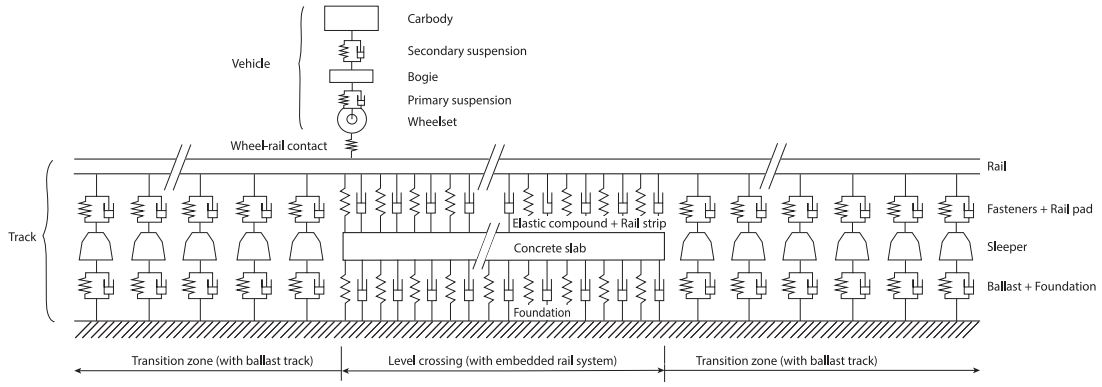 Carbody
Secondary suspension
Vehicle
Bogie
Primary suspension
Wheelset
Wheel-rail contact
Rail
Fasteners + Rail pad
Elastic compound + Rail strip
Track
Concrete slab
Sleeper
Ballast + Foundation
Foundation
Transition zone (with ballast track)
Level crossing (with embedded rail system)
Transition zone (with ballast track)